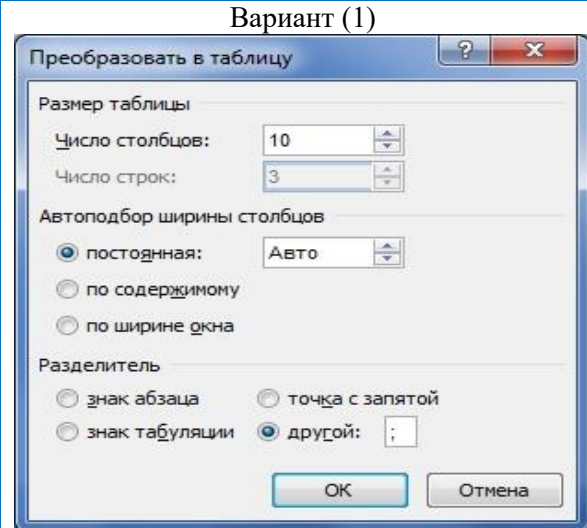 Вариант (1)
Преобразовать в таблицу
Размер таблицы
Число столбцов: 10
Число строк: 3
Автоподбор ширины столбцов
постоянная: Авто
по содержимому
по ширине окна
Разделитель
знак абзаца точка с запятой
знак табуляции другой: ;
ОК Отмена